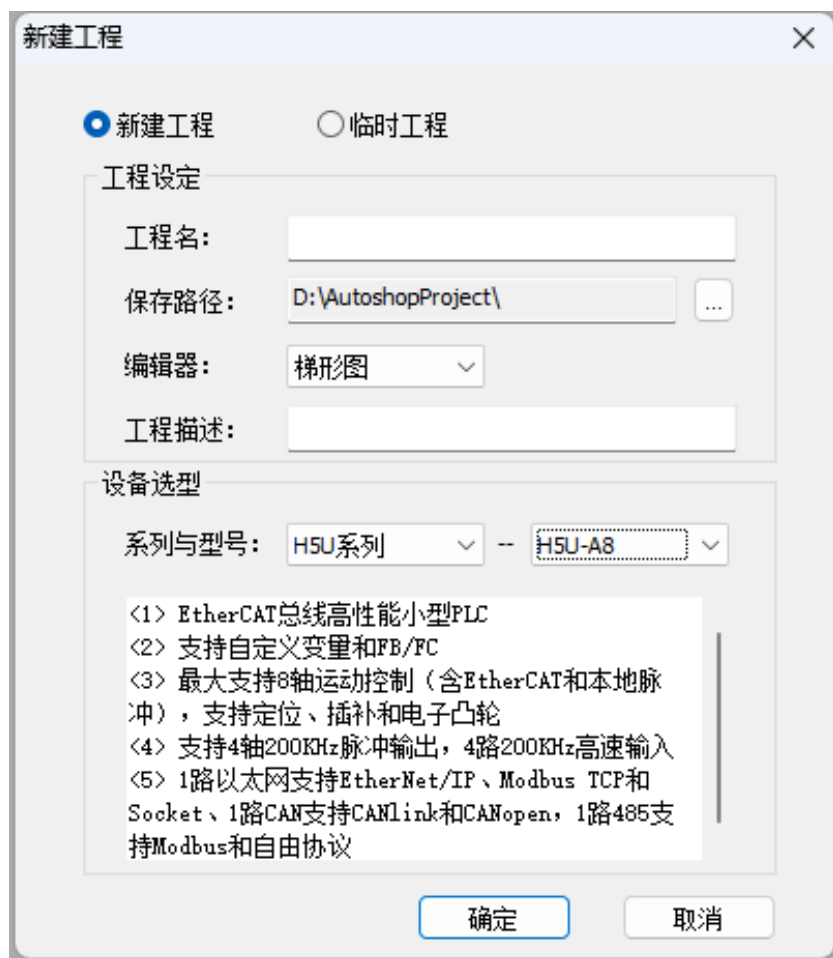 新建工程
新建工程 临时工程
工程设定
工程名：
保存路径： D:\AutoshopProject\ ...
编辑器： 梯形图
工程描述：
设备选型
系列与型号： H5U系列 -- H5U-A8
<1> EtherCAT总线高性能小型PLC
<2> 支持自定义变量和FB/FC
<3> 最大支持8轴运动控制（含EtherCAT和本地脉
冲），支持定位、插补和电子凸轮
<4> 支持4轴200KHz脉冲输出，4路200KHz高速输入
<5> 1路以太网支持EtherNet/IP、Modbus TCP和
Socket、1路CAN支持CANlink和CANopen，1路485支
持Modbus和自由协议
确定 取消